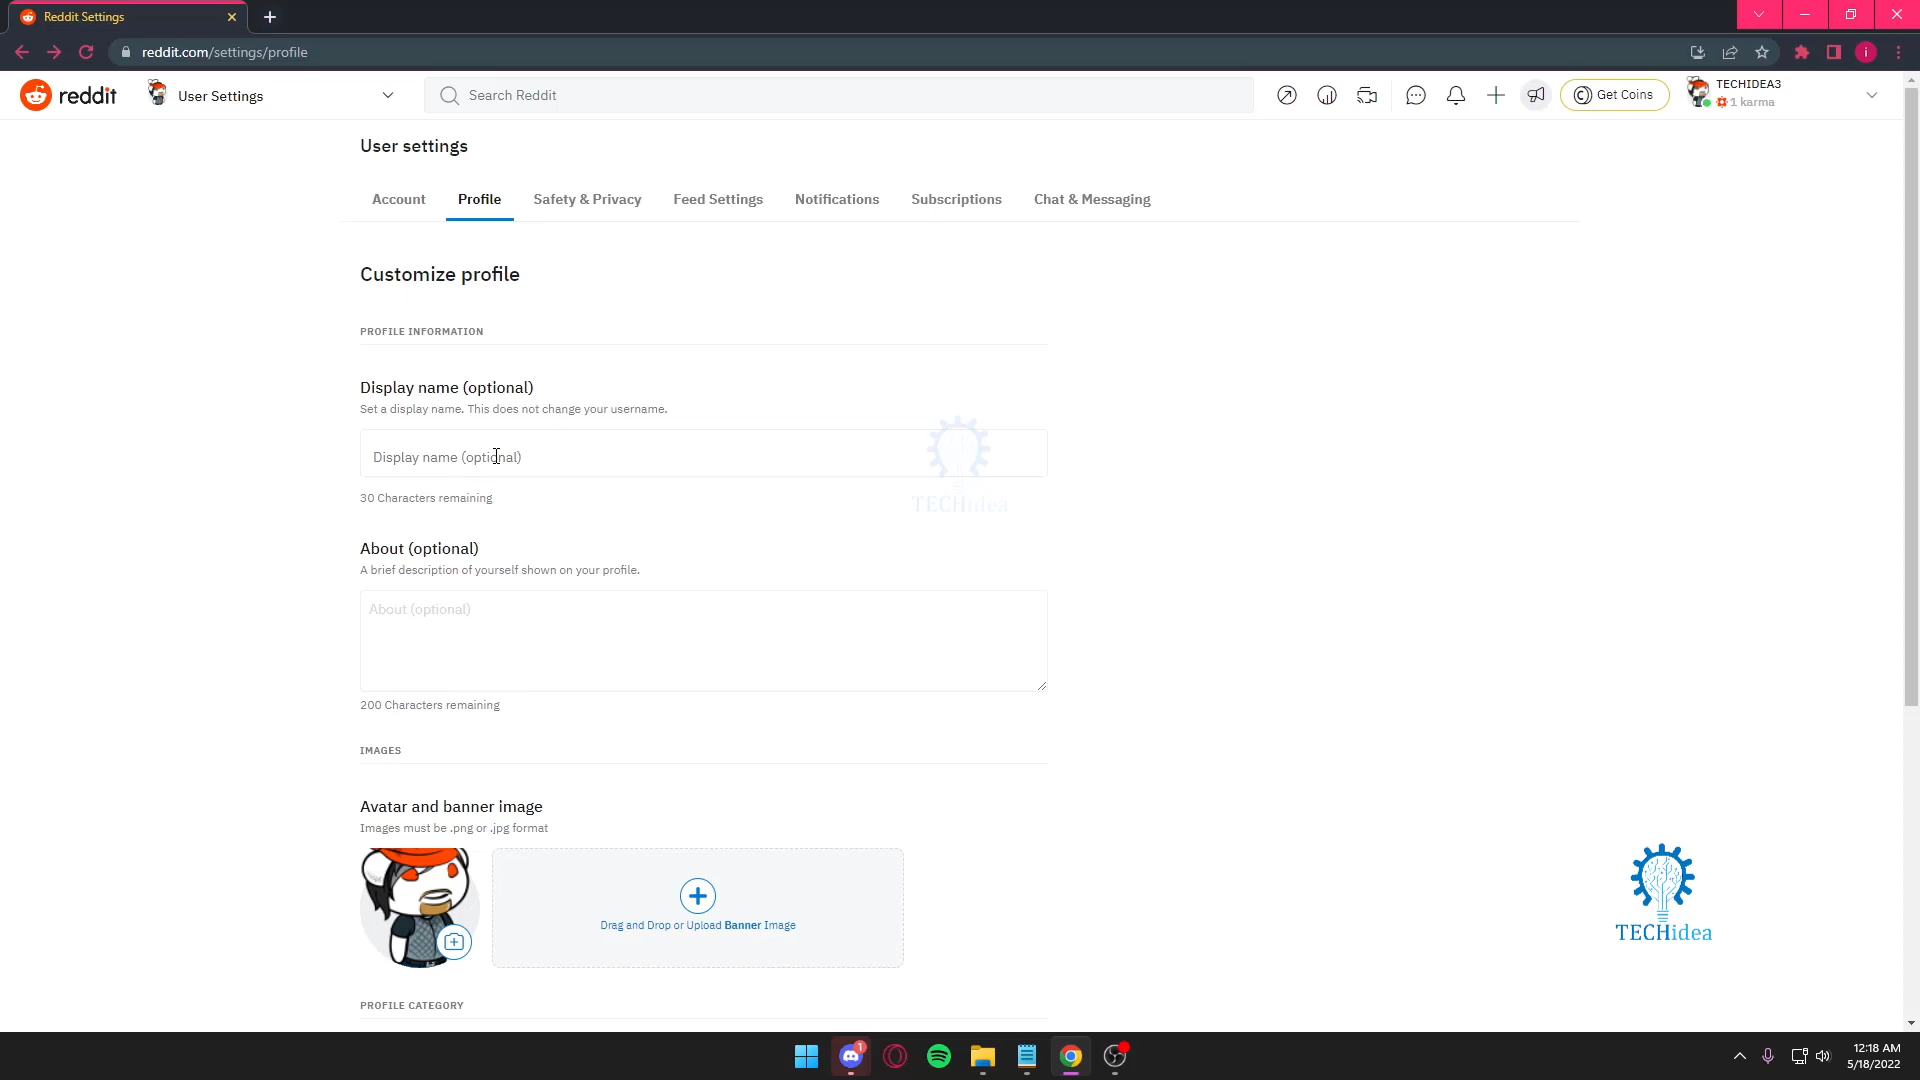 Reddit Settings
reddit.com/settings/profile
i
reddit
User Settings
Search Reddit
Get Coins
TECHIDEA3
1 karma
User settings
Account
Profile
Safety & Privacy
Feed Settings
Notifications
Subscriptions
Chat & Messaging
Customize profile
PROFILE INFORMATION
Display name (optional)
Set a display name. This does not change your username.
Display name (optional)
30 Characters remaining
TECHidea
About (optional)
A brief description of yourself shown on your profile.
About (optional)
200 Characters remaining
IMAGES
Avatar and banner image
Images must be .png or .jpg format
Drag and Drop or Upload Banner Image
TECHidea
PROFILE CATEGORY
1
12:18 AM
5/18/2022